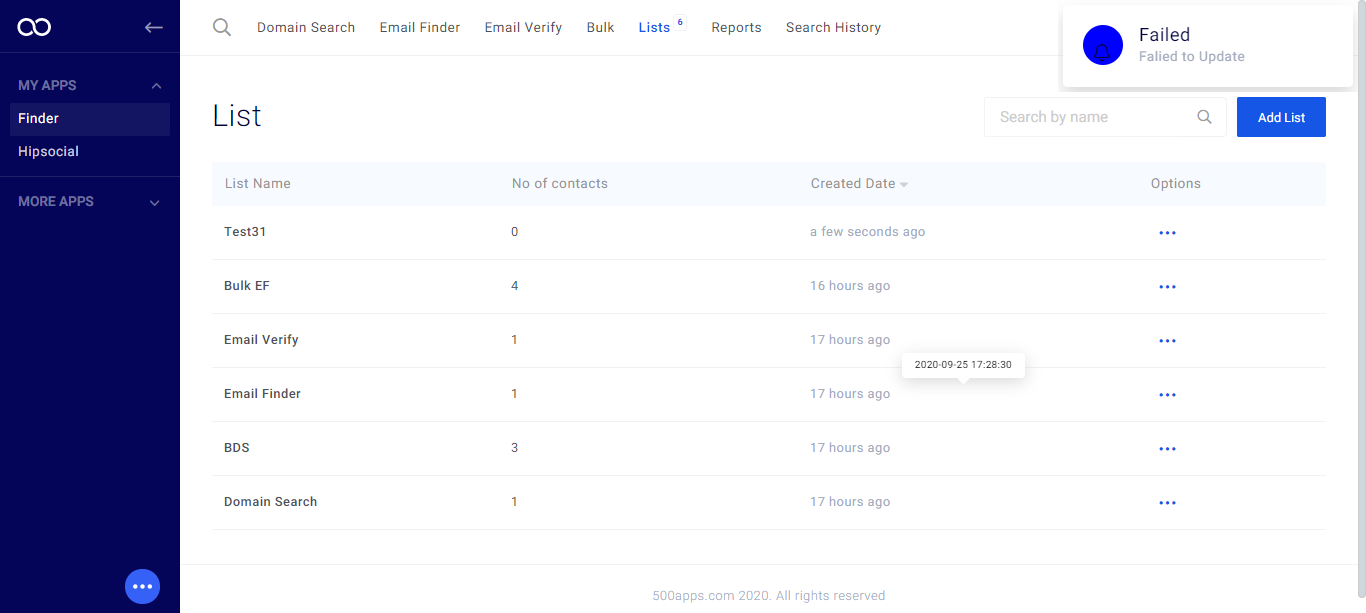 Domain Search Email Finder Email Verify Bulk Lists 6 Reports Search History
Failed
Falied to Update
MY APPS
Finder
Hipsocial
MORE APPS
List
Search by name
Add List
List Name No of contacts Created Date Options
Test31 0 a few seconds ago
Bulk EF 4 16 hours ago
Email Verify 1 17 hours ago
2020-09-25 17:28:30
Email Finder 1 17 hours ago
BDS 3 17 hours ago
Domain Search 1 17 hours ago
500apps.com 2020. All rights reserved